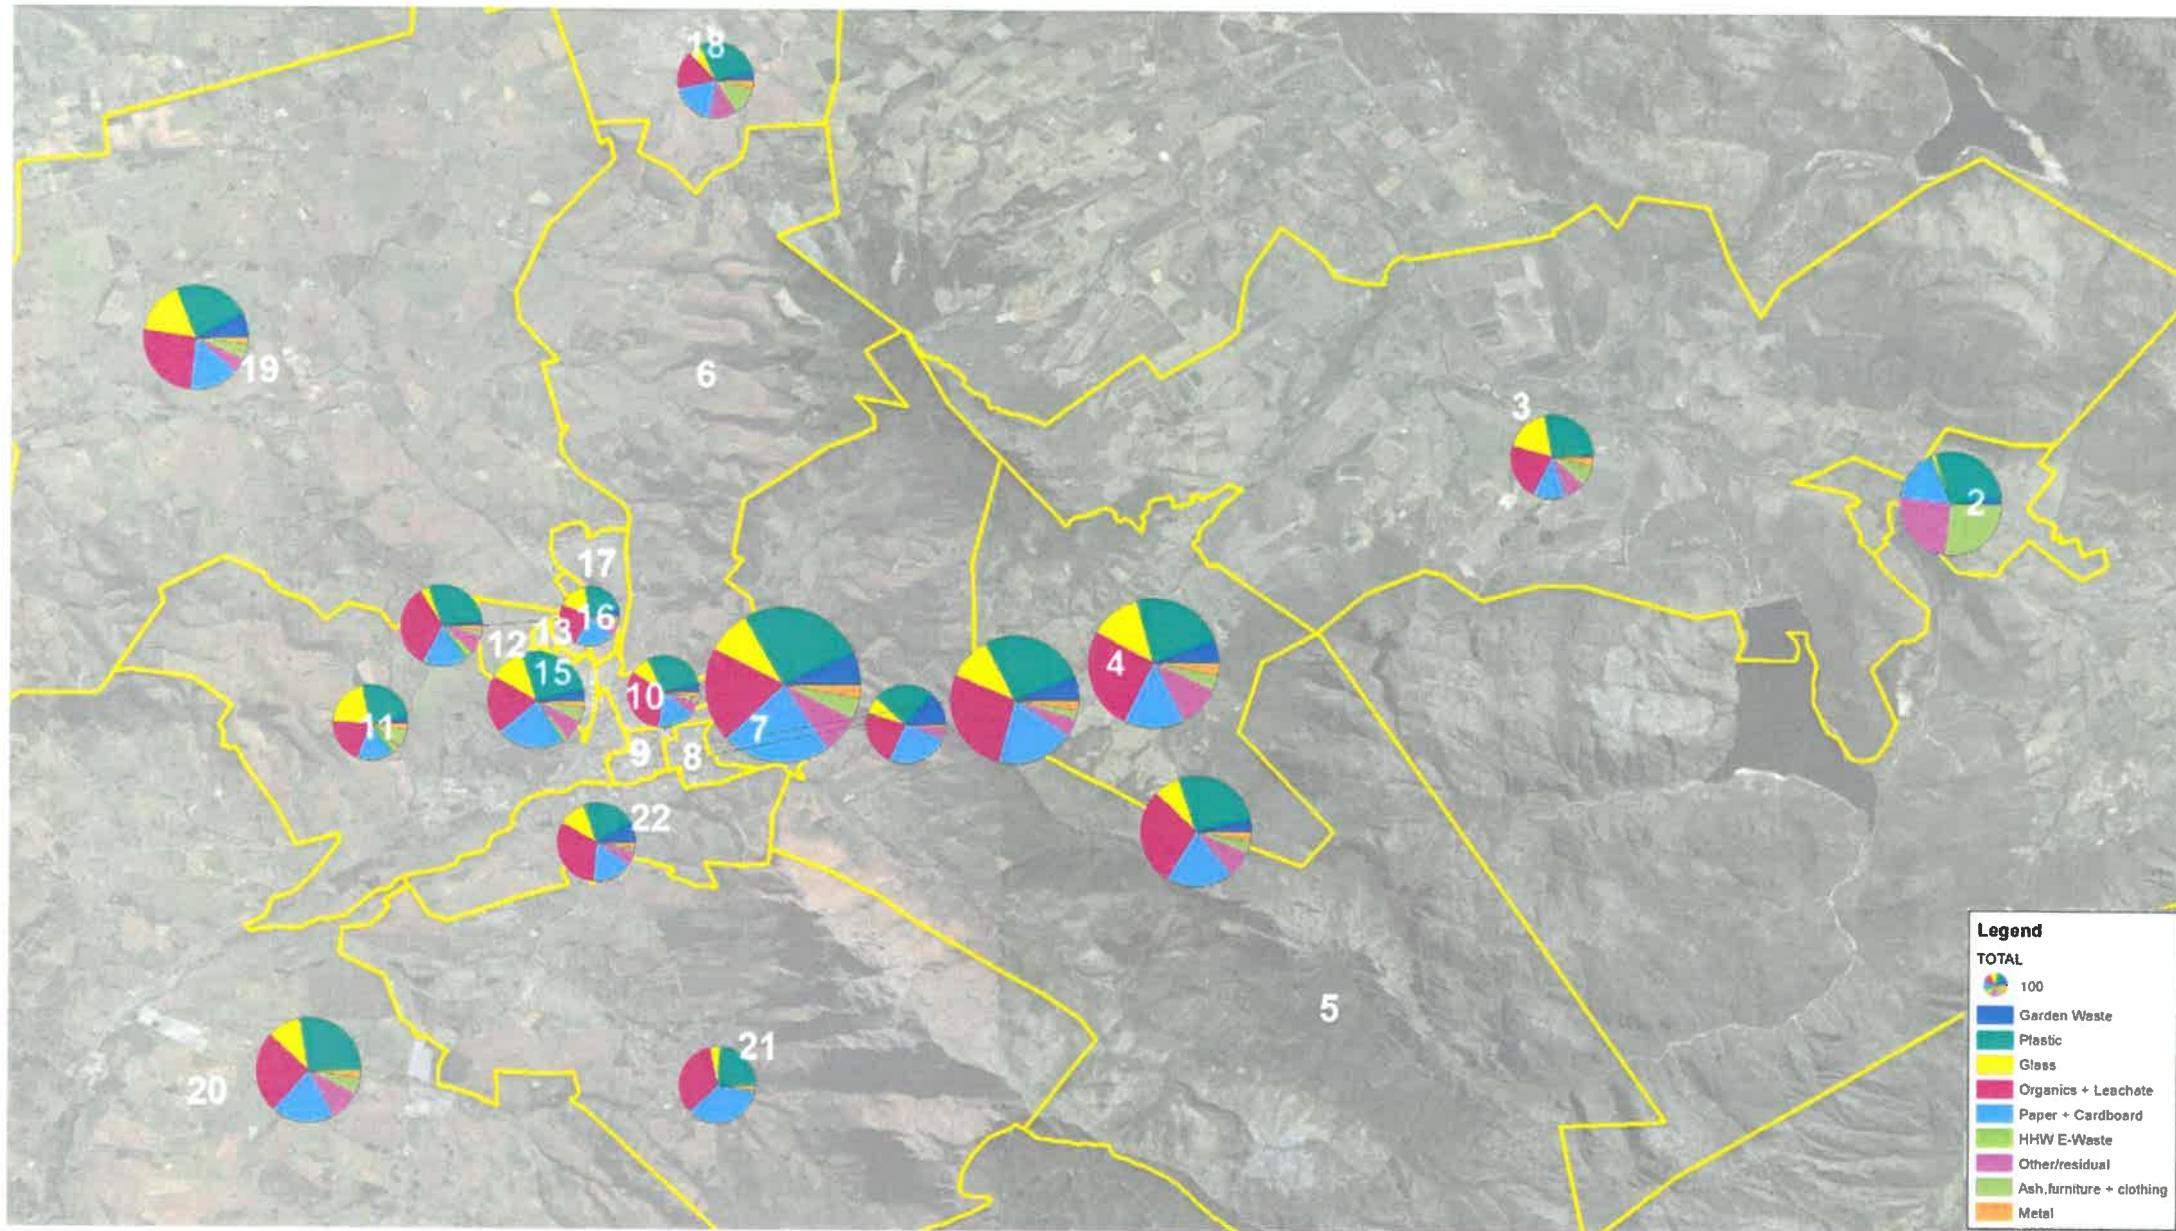 18
19
6
3
2
17
16
13
12
15
4
10
11
7
9
8
22
5
21
20
Legend
TOTAL
100
Garden Waste
Plastic
Glass
Organics + Leachate
Paper + Cardboard
HHW E-Waste
Other/residual
Ash,furniture + clothing
Metal